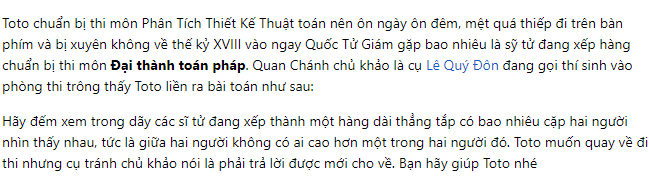 Toto chuẩn bị thi môn Phân Tích Thiết Kế Thuật toán nên ôn ngày ôn đêm, mệt quá thiếp đi trên bàn
phím và bị xuyên không về thế kỷ XVIII vào ngay Quốc Tử Giám gặp bao nhiêu là sỹ tử đang xếp hàng
chuẩn bị thi môn Đại thành toán pháp. Quan Chánh chủ khảo là cụ Lê Quý Đôn đang gọi thí sinh vào
phòng thi trông thấy Toto liền ra bài toán như sau:
Hãy đếm xem trong dãy các sĩ tử đang xếp thành một hàng dài thẳng tắp có bao nhiêu cặp hai người
nhìn thấy nhau, tức là giữa hai người không có ai cao hơn một trong hai người đó. Toto muốn quay về đi
thi nhưng cụ tránh chủ khảo nói là phải trả lời được mới cho về. Bạn hãy giúp Toto nhé